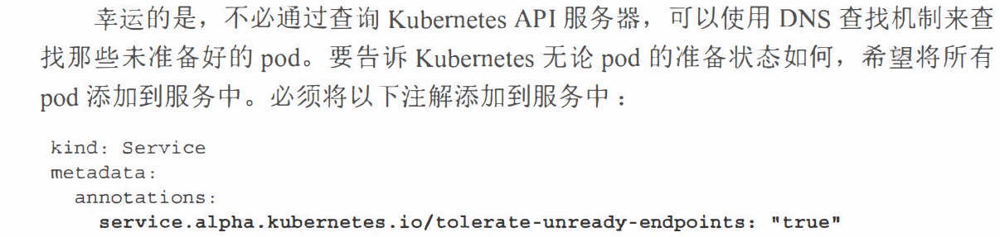 幸运的是，不必通过查询 Kubernetes API 服务器，可以使用 DNS 查找机制来查
找那些未准备好的 pod。要告诉 Kubernetes 无论 pod 的准备状态如何，希望将所有
pod 添加到服务中。必须将以下注解添加到服务中：
kind: Service
metadata:
  annotations:
    service.alpha.kubernetes.io/tolerate-unready-endpoints: "true"